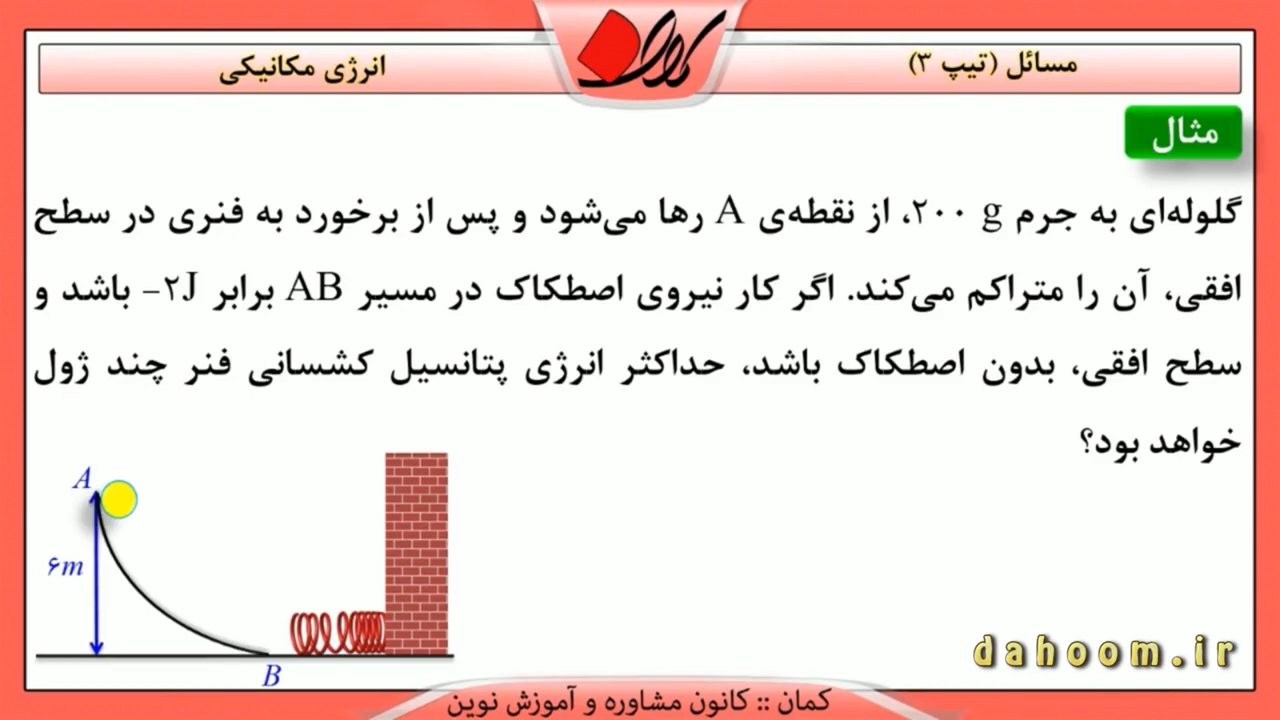 مسائل (تیپ ۳)
انرژی مکانیکی
مثال
گلوله‌ای به جرم ۲۰۰ g، از نقطه‌ی A رها می‌شود و پس از برخورد به فنری در سطح
افقی، آن را متراکم می‌کند. اگر کار نیروی اصطکاک در مسیر AB برابر ۲J− باشد و
سطح افقی، بدون اصطکاک باشد، حداکثر انرژی پتانسیل کشسانی فنر چند ژول
خواهد بود؟
A
۶m
B
dahoom.ir
کمان :: کانون مشاوره و آموزش نوین